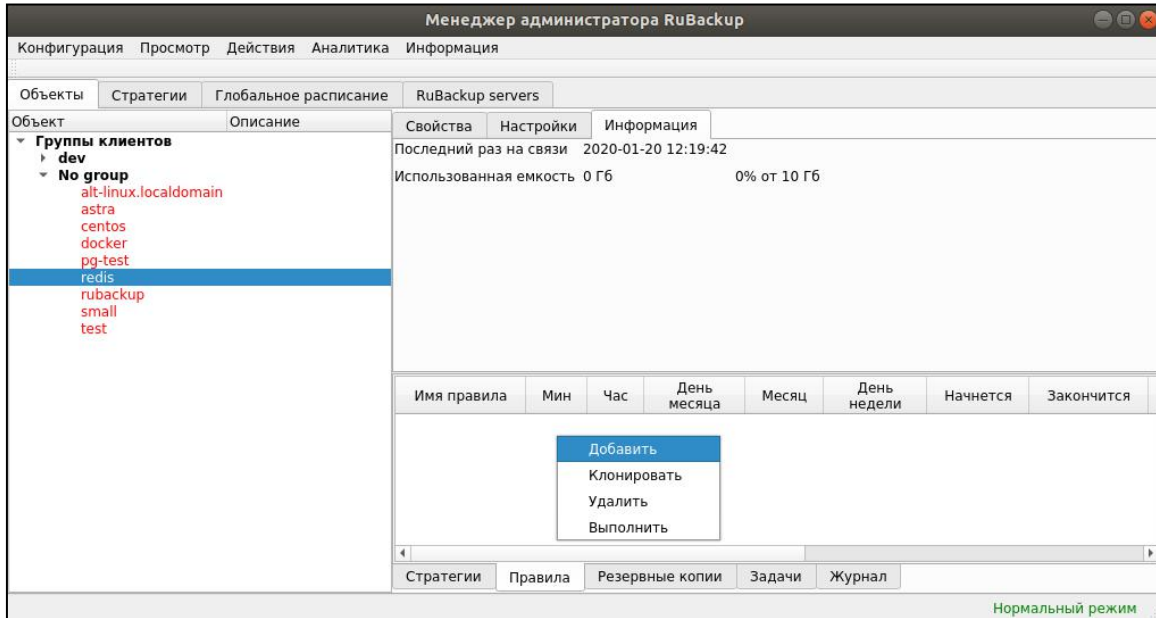 Менеджер администратора RuBackup
Конфигурация Просмотр Действия Аналитика Информация
Объекты Стратегии Глобальное расписание RuBackup servers
Объект Описание
Группы клиентов
dev
No group
alt-linux.localdomain
astra
centos
docker
pg-test
redis
rubackup
small
test
Свойства Настройки Информация
Последний раз на связи 2020-01-20 12:19:42
Использованная емкость 0 Гб 0% от 10 Гб
Имя правила Мин Час День месяца Месяц День недели Начнется Закончится
Добавить
Клонировать
Удалить
Выполнить
Стратегии Правила Резервные копии Задачи Журнал
Нормальный режим